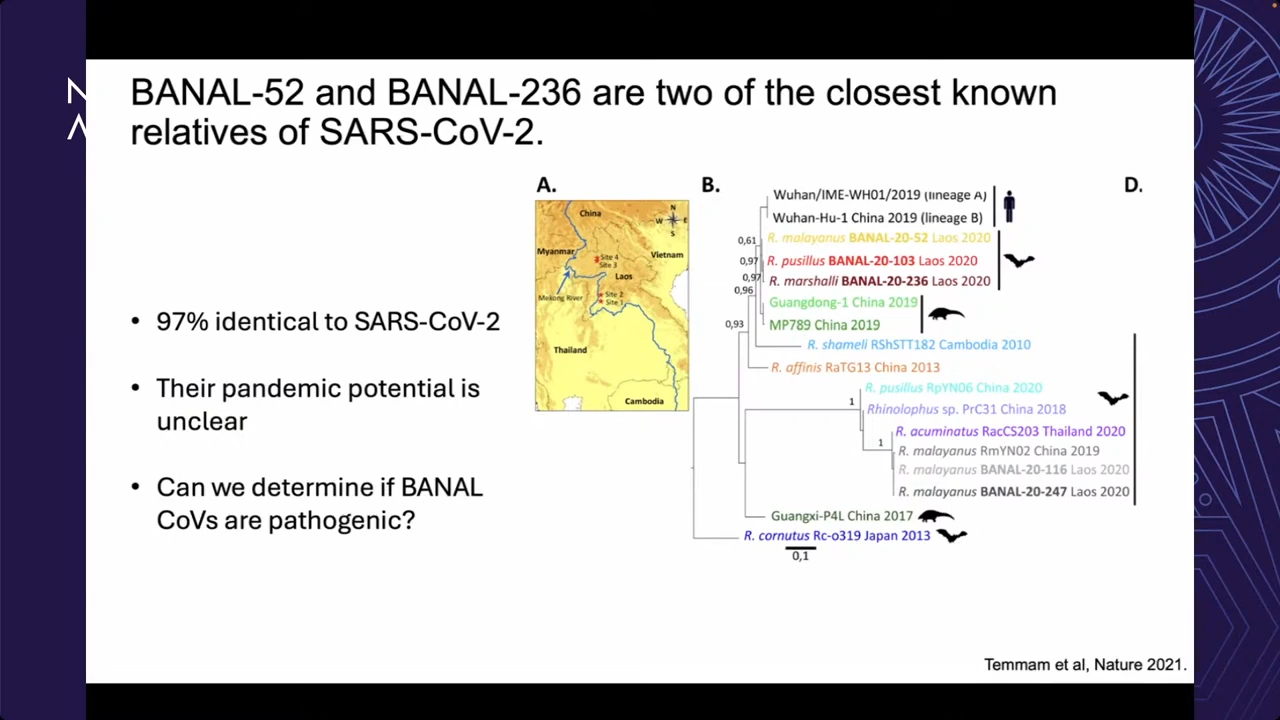 BANAL-52 and BANAL-236 are two of the closest known
relatives of SARS-CoV-2.
• 97% identical to SARS-CoV-2
• Their pandemic potential is
unclear
• Can we determine if BANAL
CoVs are pathogenic?
A.
China
N
W
E
S
Myanmar
Site 4
Site 3
Vietnam
Laos
Mekong River
Site 2
Site 1
Thailand
Cambodia
B.
Wuhan/IME-WH01/2019 (lineage A)
Wuhan-Hu-1 China 2019 (lineage B)
0,61
R. malayanus BANAL-20-52 Laos 2020
0,97
R. pusillus BANAL-20-103 Laos 2020
0,97
R. marshalli BANAL-20-236 Laos 2020
0,96
Guangdong-1 China 2019
0,93
MP789 China 2019
R. shameli RShSTT182 Cambodia 2010
R. affinis RaTG13 China 2013
R. pusillus RpYN06 China 2020
1
Rhinolophus sp. PrC31 China 2018
R. acuminatus RacCS203 Thailand 2020
1
R. malayanus RmYN02 China 2019
R. malayanus BANAL-20-116 Laos 2020
R. malayanus BANAL-20-247 Laos 2020
Guangxi-P4L China 2017
R. cornutus Rc-o319 Japan 2013
0,1
D.
Temmam et al, Nature 2021.